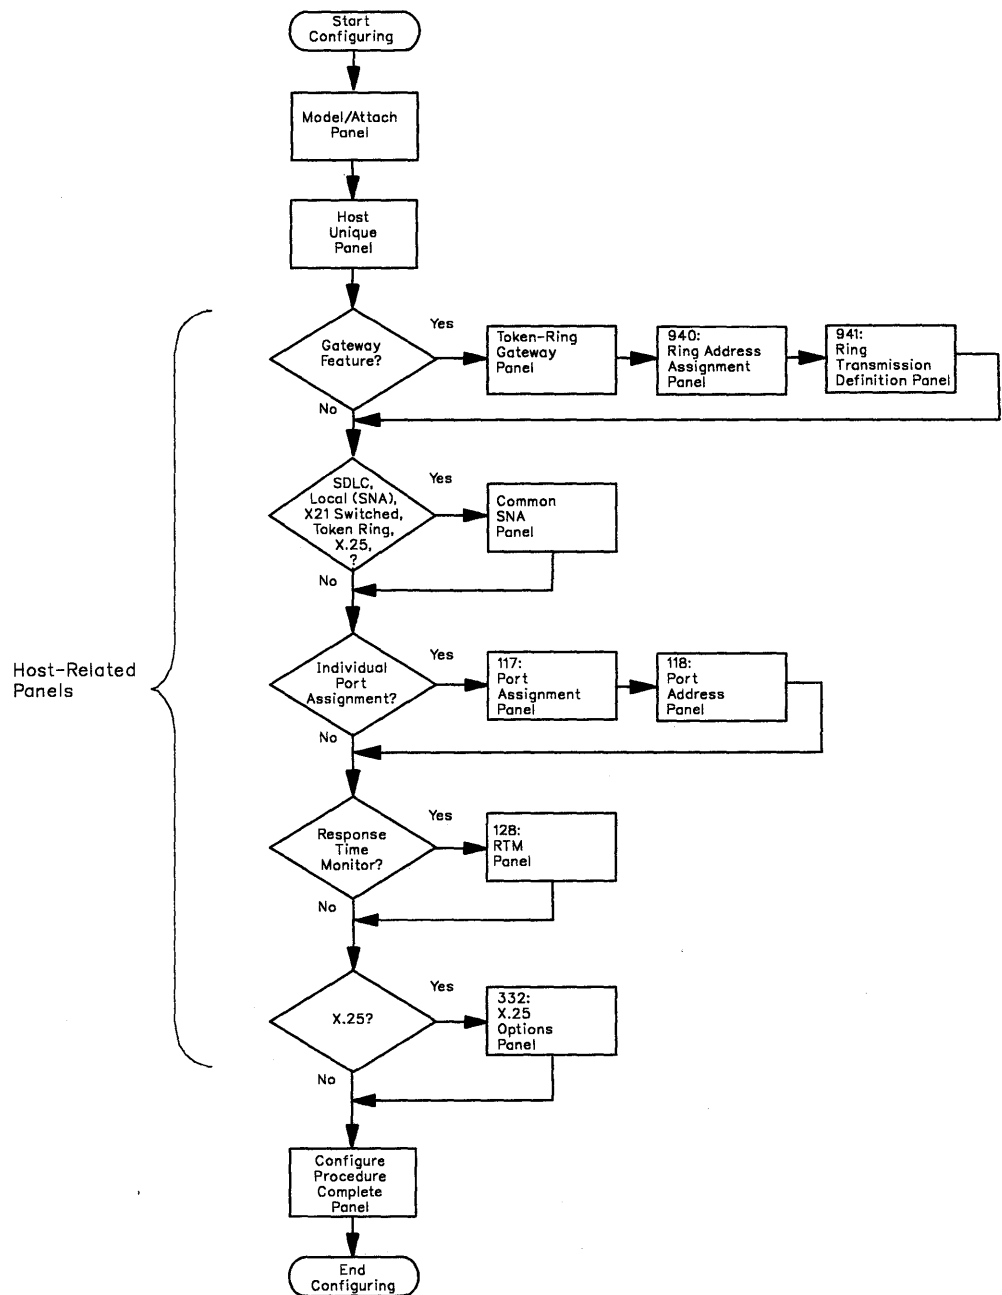 Start
Configuring
Model/Attach
Panel
Host
Unique
Panel
Gateway
Feature?
Yes
No
Token-Ring
Gateway
Panel
940:
Ring Address
Assignment
Panel
941:
Ring
Transmission
Definition Panel
SDLC,
Local (SNA),
X21 Switched,
Token Ring,
X.25,
?
Yes
No
Common
SNA
Panel
Host-Related
Panels
Individual
Port
Assignment?
Yes
No
117:
Port
Assignment
Panel
118:
Port
Address
Panel
Response
Time
Monitor?
Yes
No
128:
RTM
Panel
X.25?
Yes
No
332:
X.25
Options
Panel
Configure
Procedure
Complete
Panel
End
Configuring